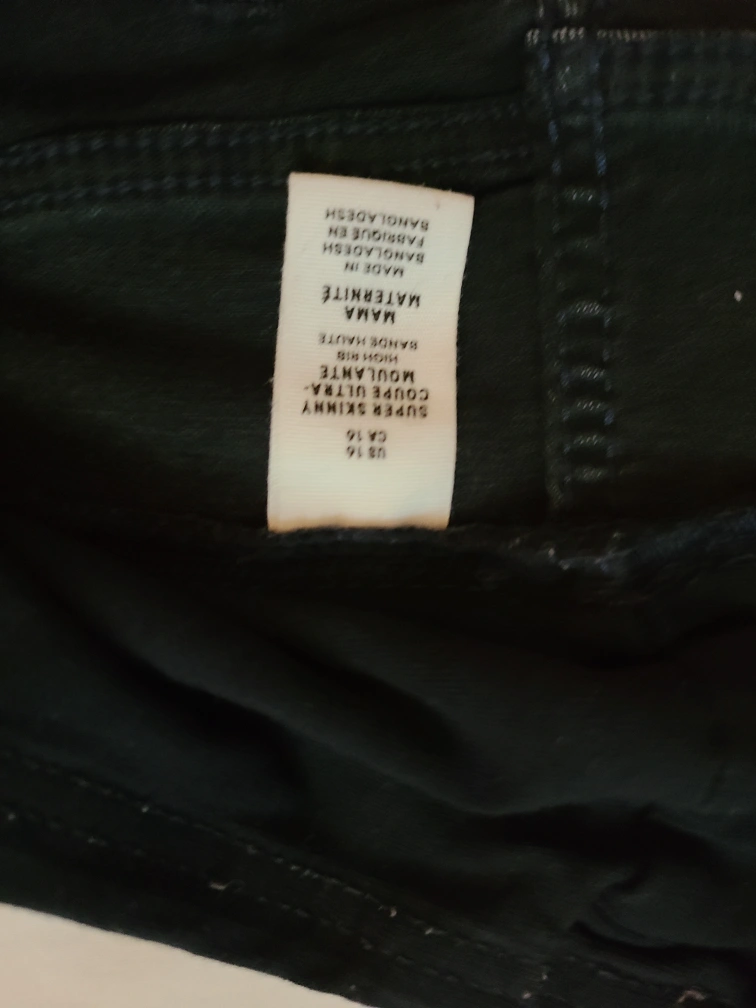 US 16
CA 16
SUPER SKINNY
COUPE ULTRA-
MOULANTE
HIGH RIB
BANDE HAUTE
MAMA
MATERNITÉ
MADE IN
BANGLADESH
FABRIQUE EN
BANGLADESH